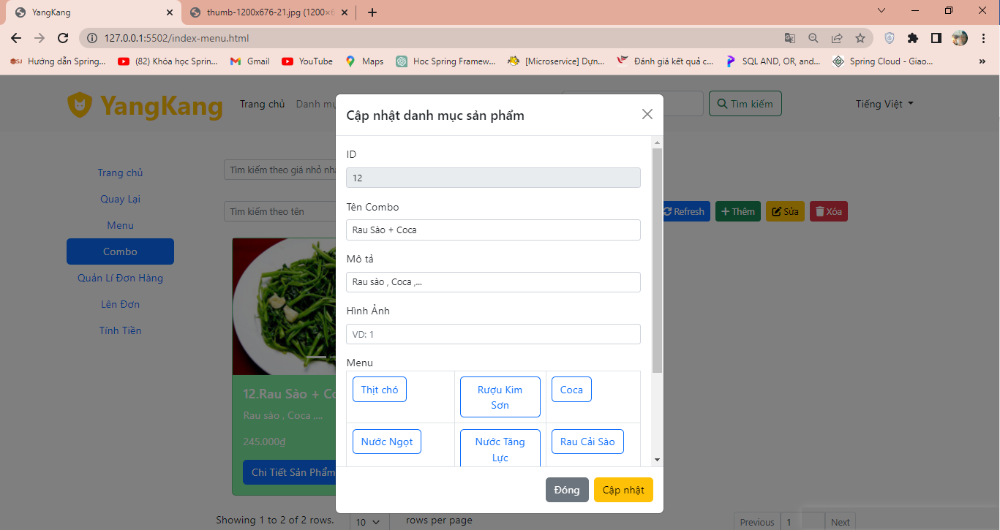 YangKang
thumb-1200x676-21.jpg (1200×6
127.0.0.1:5502/index-menu.html
Hướng dẫn Spring...
(82) Khóa học Sprin...
Gmail
YouTube
Maps
Hoc Spring Framew...
[Microservice] Dựn...
Đánh giá kết quả c...
SQL AND, OR, and...
Spring Cloud - Giao...
»
YangKang
Trang chủ
Danh mụ
Tìm kiếm
Tiếng Việt
Trang chủ
Quay Lại
Menu
Combo
Quản Lí Đơn Hàng
Lên Đơn
Tính Tiền
Tìm kiếm theo giá nhỏ nhấ
Tìm kiếm theo tên
Refresh
Thêm
Sửa
Xóa
12.Rau Sào + Co
Rau sào , Coca ,...
245.000₫
Chi Tiết Sản Phẩm
Cập nhật danh mục sản phẩm
ID
12
Tên Combo
Rau Sào + Coca
Mô tả
Rau sào , Coca ,...
Hình Ảnh
VD: 1
Menu
Thịt chó
Rượu Kim
Sơn
Coca
Nước Ngọt
Nước Tăng
Lực
Rau Cải Sào
Đóng
Cập nhật
Showing 1 to 2 of 2 rows.
10
rows per page
Previous
1
Next